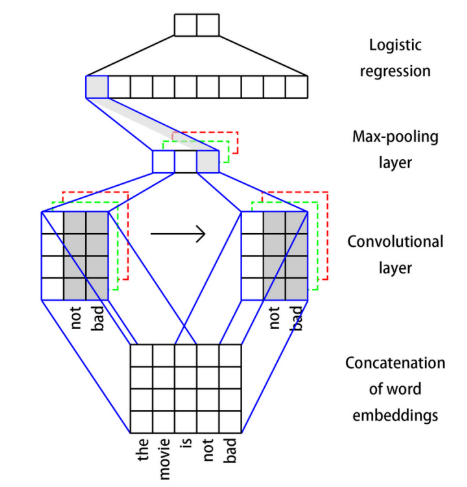 Logistic
regression
Max-pooling
layer
Convolutional
layer
not
bad
not
bad
Concatenation
of word
embeddings
the
movie
is
not
bad